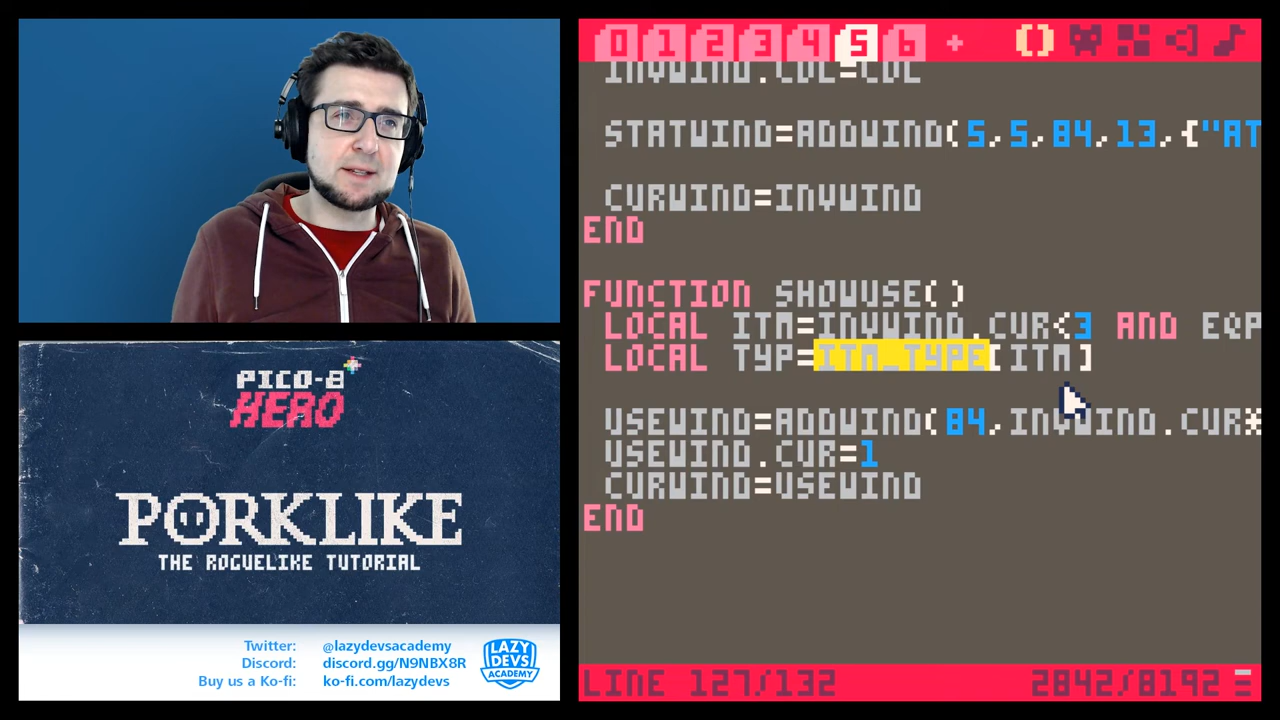 0 1 2 3 4 5 6 +
INVWIND.COL=COL
STATWIND=ADDWIND(5,5,84,13,{"AT
CURWIND=INVWIND
END
FUNCTION SHOWUSE()
LOCAL ITM=INVWIND.CUR<3 AND EQP
LOCAL TYP=ITM_TYPE[ITM]
USEWIND=ADDWIND(84,INVWIND.CUR*
USEWIND.CUR=1
CURWIND=USEWIND
END
LINE 127/132
2842/8192
PICO-8
HERO
PORKLIKE
THE ROGUELIKE TUTORIAL
Twitter: @lazydevsacademy
Discord: discord.gg/N9NBX8R
Buy us a Ko-fi: ko-fi.com/lazydevs
LAZY
DEVS
ACADEMY